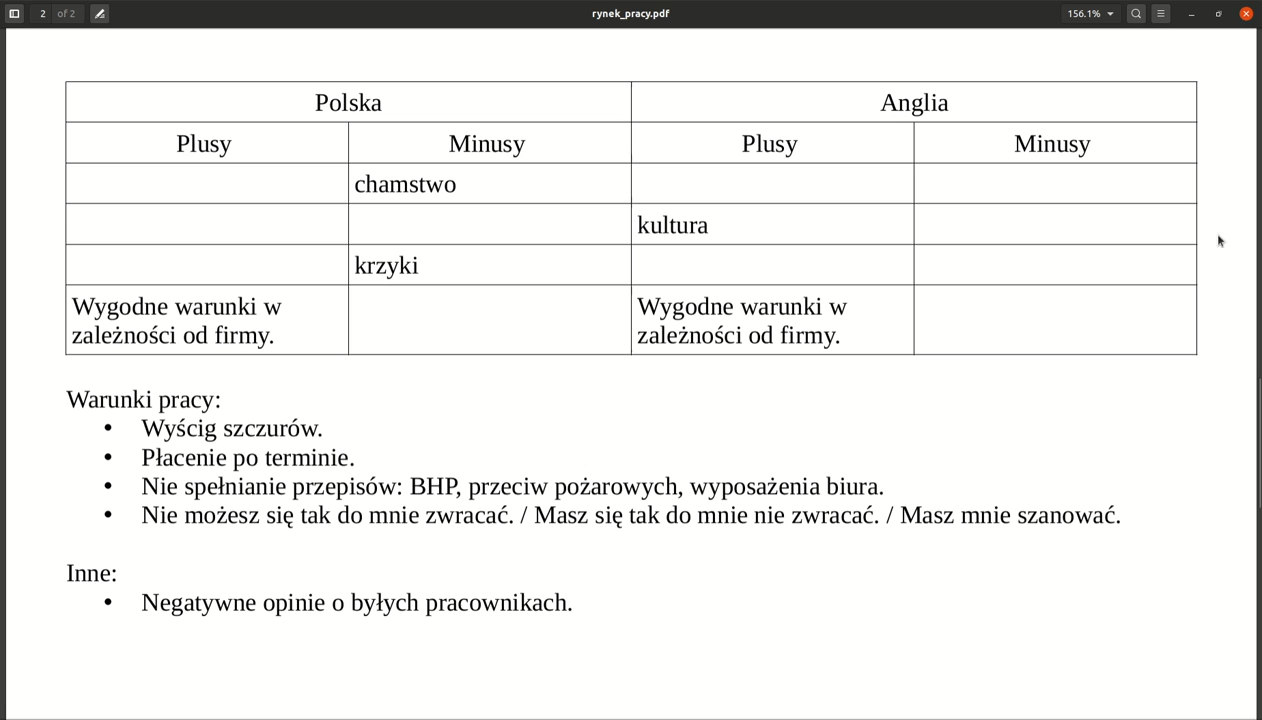 2 of 2 rynek_pracy.pdf 156.1%
Polska Anglia
Plusy Minusy Plusy Minusy
chamstwo
kultura
krzyki
Wygodne warunki w zależności od firmy. Wygodne warunki w zależności od firmy.
Warunki pracy:
• Wyścig szczurów.
• Płacenie po terminie.
• Nie spełnianie przepisów: BHP, przeciw pożarowych, wyposażenia biura.
• Nie możesz się tak do mnie zwracać. / Masz się tak do mnie nie zwracać. / Masz mnie szanować.
Inne:
• Negatywne opinie o byłych pracownikach.